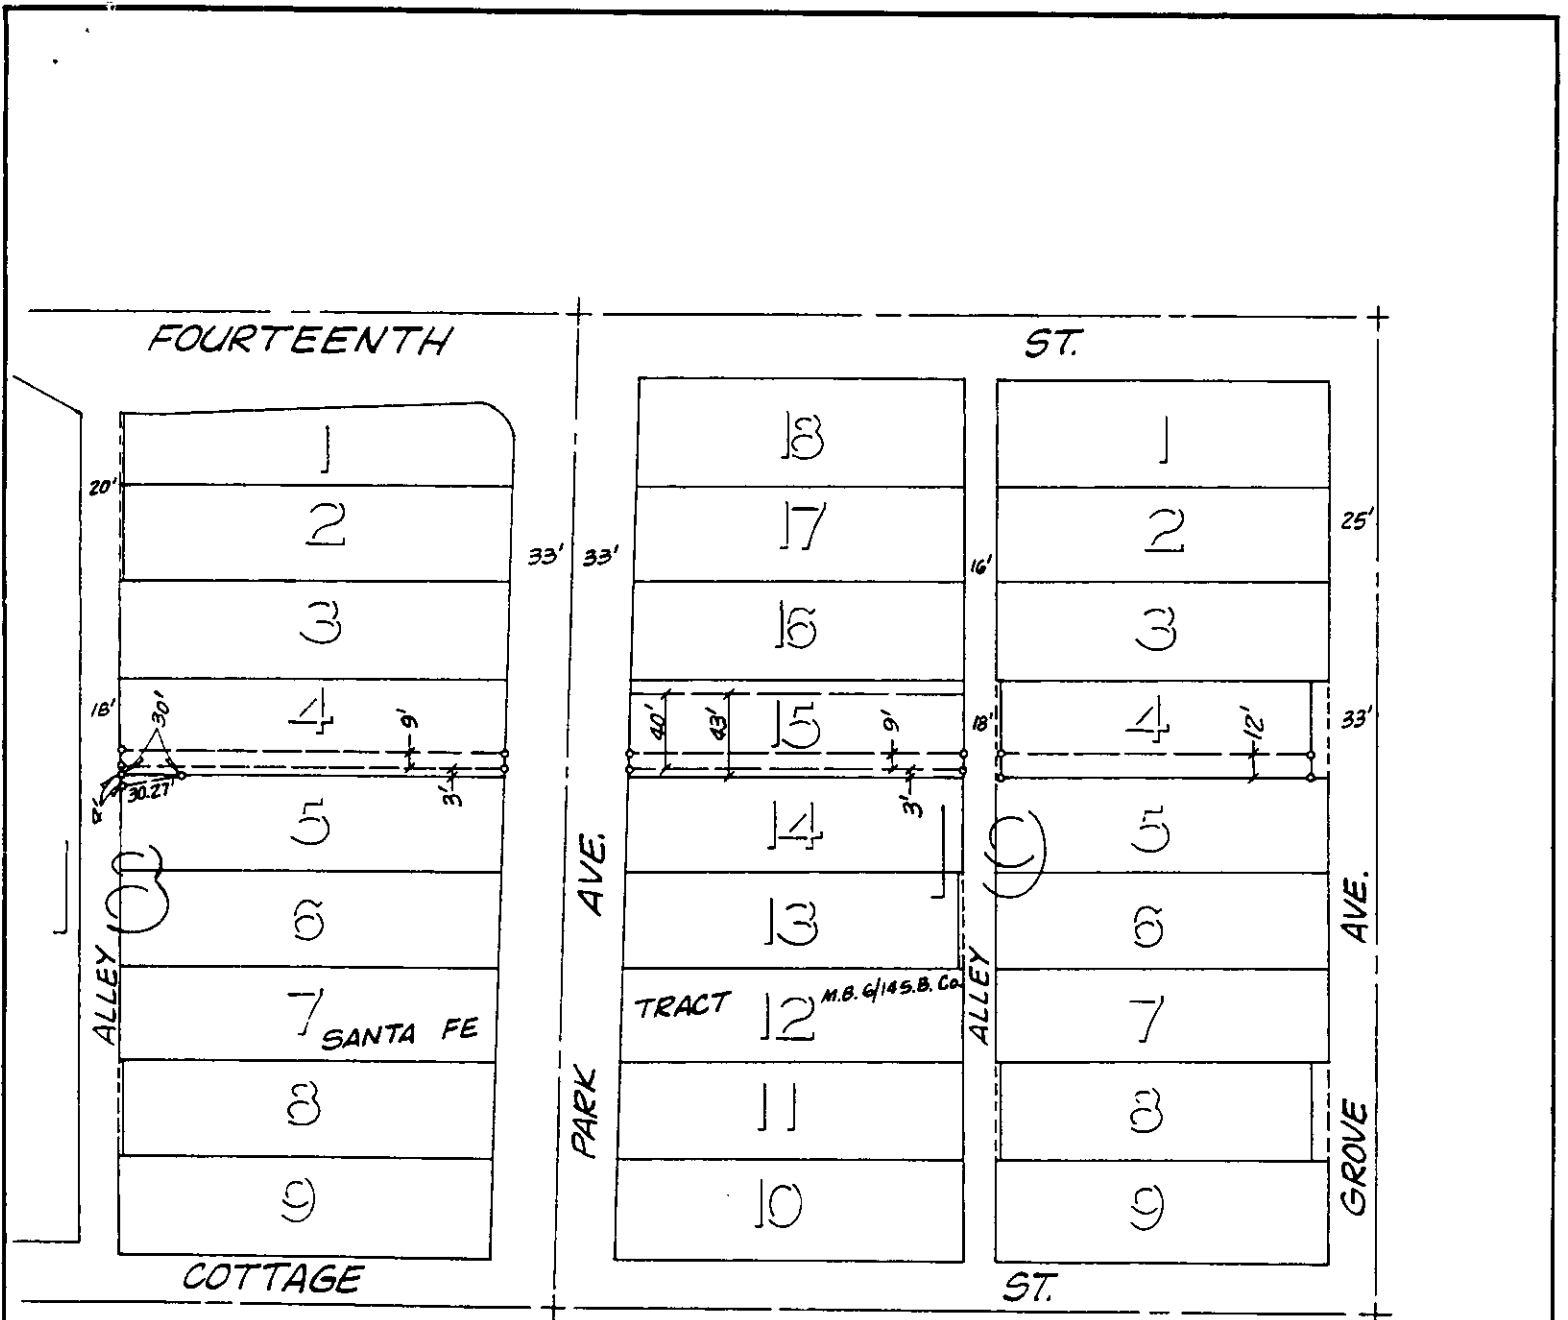 FOURTEENTH ST.
1 18 1
20'
2 17 2
25'
33' 33'
16'
3 16 3
18' 30' 4 9' 40' 43' 15 9' 18' 4 12' 33'
30.27' 3' 3'
5 14 5
18 19
6 13 6
ALLEY
7 SANTA FE
TRACT 12 M.B. 6/14 S.B. Co.
ALLEY
7
PARK AVE.
GROVE AVE.
8 11 8
9 10 9
COTTAGE ST.